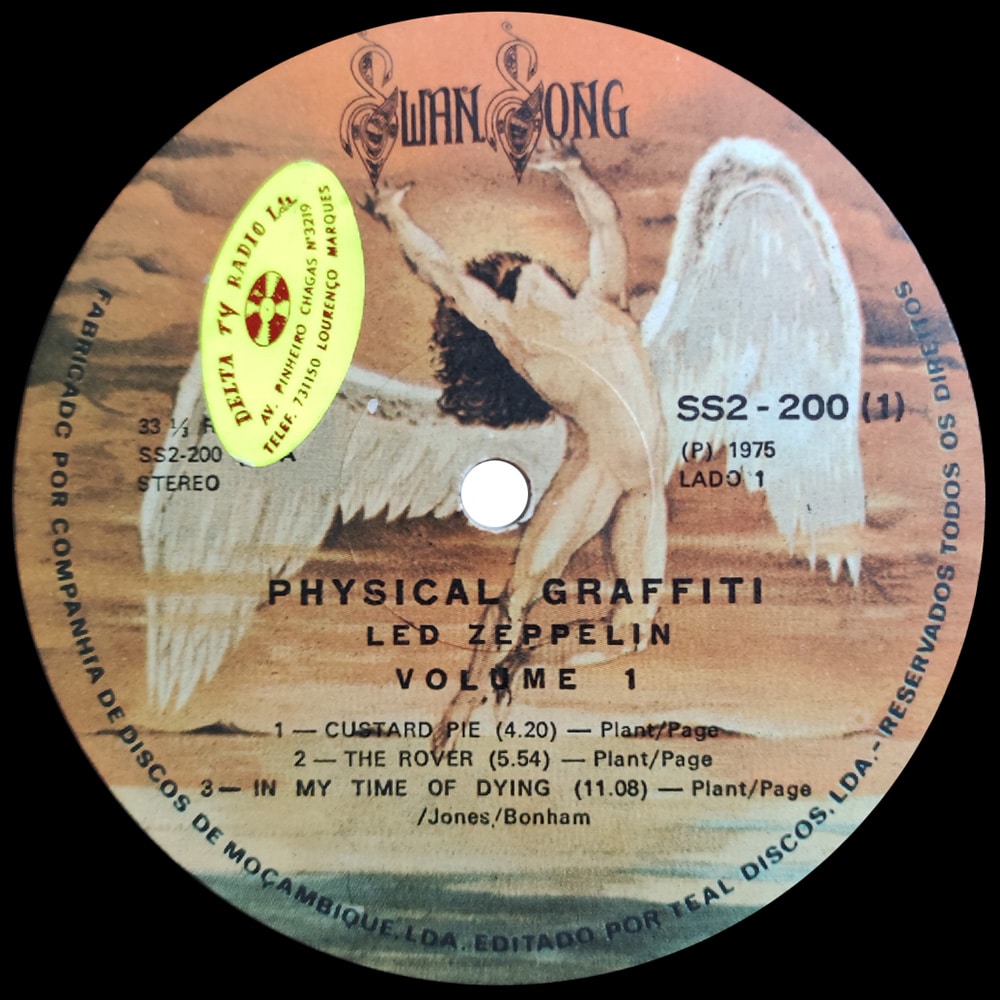 SWAN SONG
DELTA TV RADIO LDA
AV. PINHEIRO CHAGAS Nº3219
TELEF. 731150 LOURENÇO MARQUES
33 ⅓ R
SS2-200 A
STEREO
SS2 - 200 (1)
(P) 1975
LADO 1
PHYSICAL GRAFFITI
LED ZEPPELIN
VOLUME 1
1 — CUSTARD PIE (4.20) — Plant/Page
2 — THE ROVER (5.54) — Plant/Page
3 — IN MY TIME OF DYING (11.08) — Plant/Page
/Jones/Bonham
FABRICADO POR COMPANHIA DE DISCOS DE MOÇAMBIQUE, LDA. EDITADO POR TEAL DISCOS, LDA.- RESERVADOS TODOS OS DIREITOS